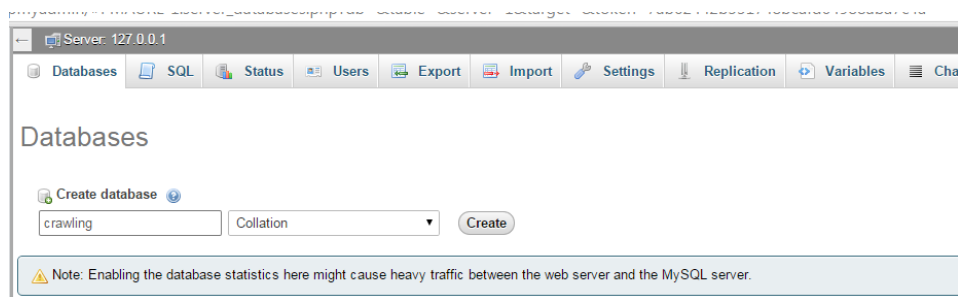 Server: 127.0.0.1
Databases SQL Status Users Export Import Settings Replication Variables Cha
Databases
Create database
crawling Collation Create
Note: Enabling the database statistics here might cause heavy traffic between the web server and the MySQL server.